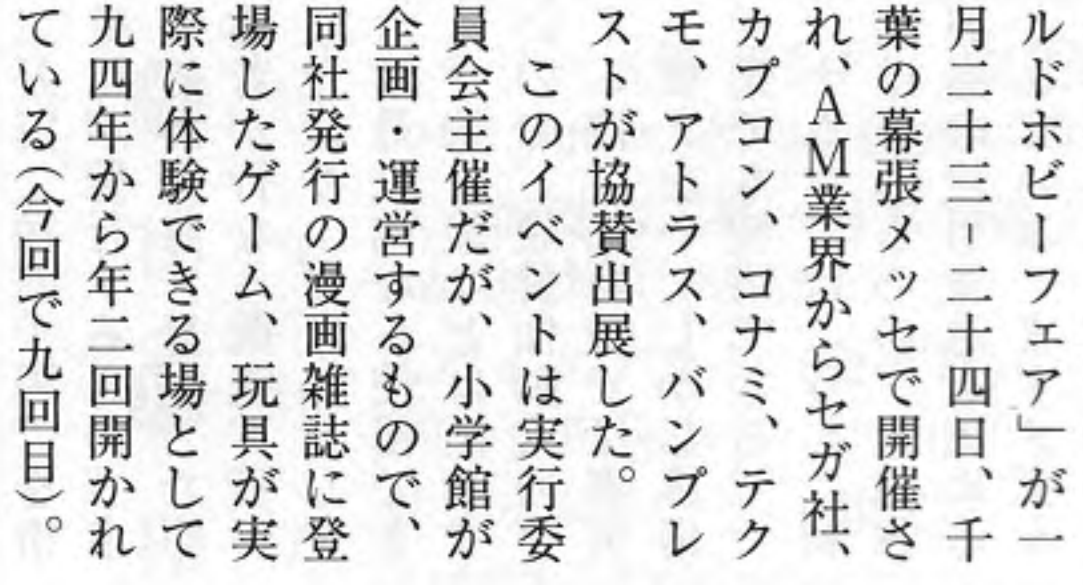 ルドホビーフェア」が一
月二十三-二十四日、千
葉の幕張メッセで開催さ
れ、AM業界からセガ社、
カプコン、コナミ、テク
モ、アトラス、バンプレ
ストが協賛出展した。
このイベントは実行委
員会主催だが、小学館が
企画・運営するもので、
同社発行の漫画雑誌に登
場したゲーム、玩具が実
際に体験できる場として
九四年から年二回開かれ
ている(今回で九回目)。